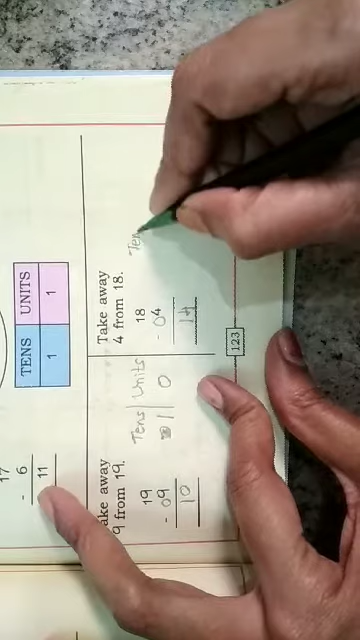 17
- 6
11
TENS UNITS
1 1
ake away
9 from 19.
19
- 09
10
Tens Units
1 0
Take away
4 from 18.
18
- 04
14
Ten
123